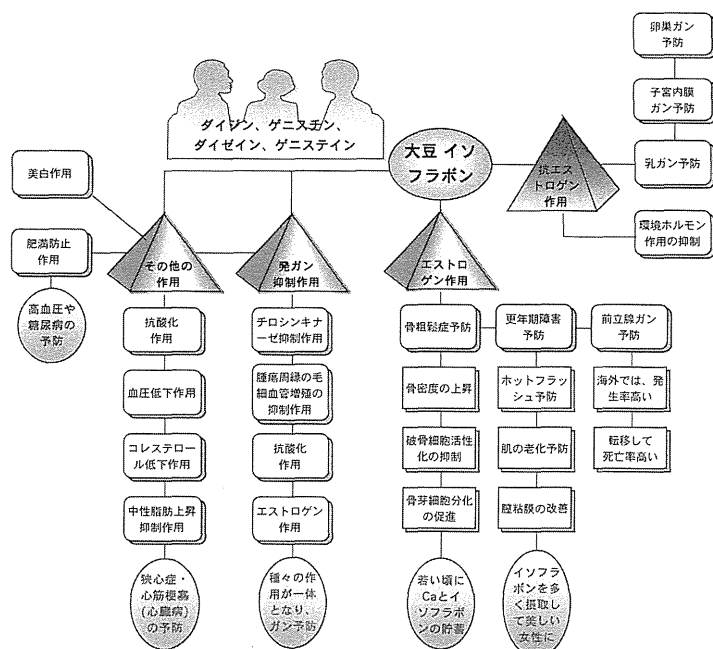 卵巣ガン
予防
子宮内膜
ガン予防
ダイジン、ゲニスチン、
ダイゼイン、ゲニステイン
大豆 イソ
フラボン
抗エス
トロゲン
作用
乳ガン予防
美白作用
環境ホルモン
作用の抑制
肥満防止
作用
その他の
作用
発ガン
抑制作用
エストロ
ゲン作用
高血圧や
糖尿病の
予防
抗酸化
作用
チロシンキナ
ーゼ抑制作用
骨粗鬆症予防
更年期障害
予防
前立腺ガン
予防
血圧低下作用
腫瘍周縁の毛
細血管増殖の
抑制作用
骨密度の上昇
ホットフラッ
シュ予防
海外では、発
生率高い
コレステロー
ル低下作用
抗酸化
作用
破骨細胞活性
化の抑制
肌の老化予防
転移して
死亡率高い
中性脂肪上昇
抑制作用
エストロゲン
作用
骨芽細胞分化
の促進
膣粘膜の改善
狭心症・
心筋梗塞
(心臓病)
の予防
種々の作
用が一体
となり、
ガン予防
若い頃に
Caとイ
ソフラボ
ンの貯蓄
イソフラ
ボンを多
く摂取し
て美しい
女性に